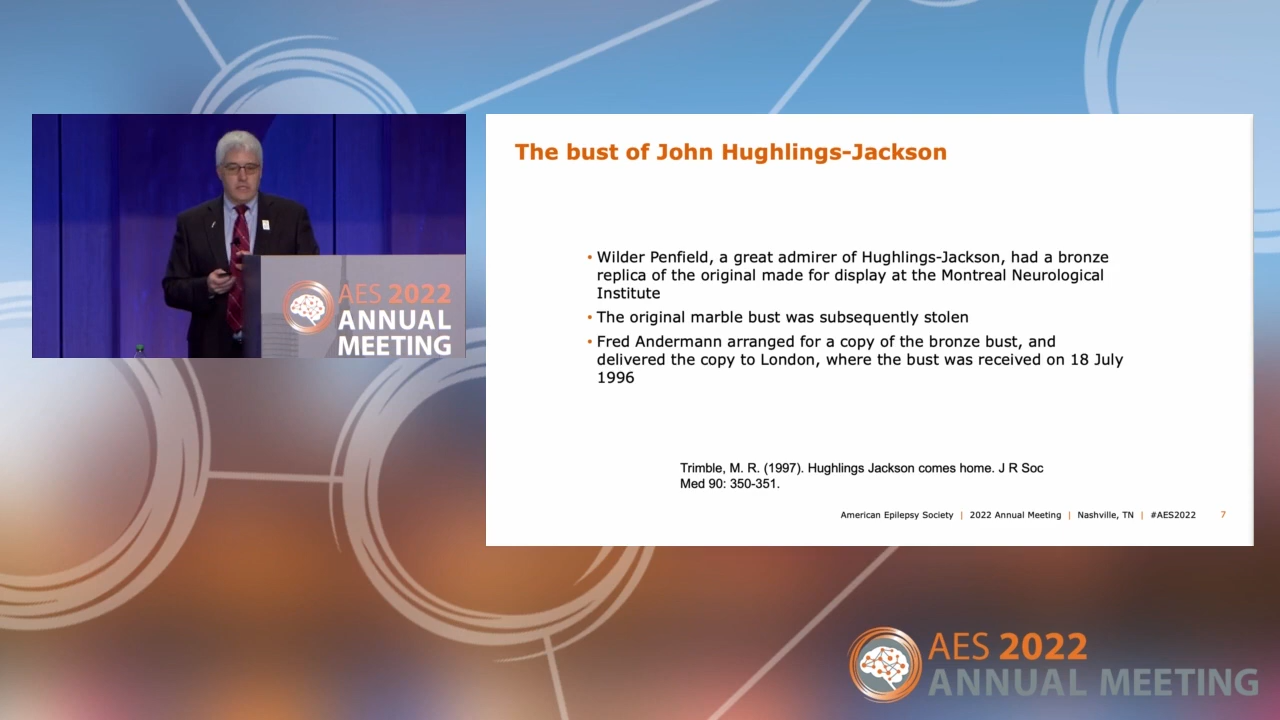 AES 2022
ANNUAL
MEETING
The bust of John Hughlings-Jackson
• Wilder Penfield, a great admirer of Hughlings-Jackson, had a bronze
replica of the original made for display at the Montreal Neurological
Institute
• The original marble bust was subsequently stolen
• Fred Andermann arranged for a copy of the bronze bust, and
delivered the copy to London, where the bust was received on 18 July
1996
Trimble, M. R. (1997). Hughlings Jackson comes home. J R Soc
Med 90: 350-351.
American Epilepsy Society | 2022 Annual Meeting | Nashville, TN | #AES2022 7
AES 2022
ANNUAL MEETING